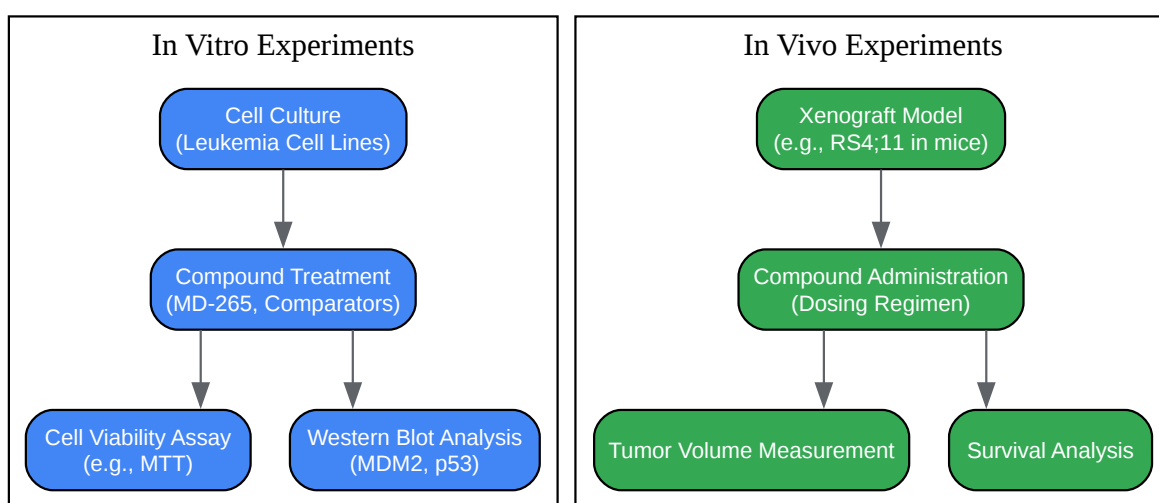 In Vitro Experiments
Cell Culture
(Leukemia Cell Lines)
Compound Treatment
(MD-265, Comparators)
Cell Viability Assay
(e.g., MTT)
Western Blot Analysis
(MDM2, p53)
In Vivo Experiments
Xenograft Model
(e.g., RS4;11 in mice)
Compound Administration
(Dosing Regimen)
Tumor Volume Measurement
Survival Analysis